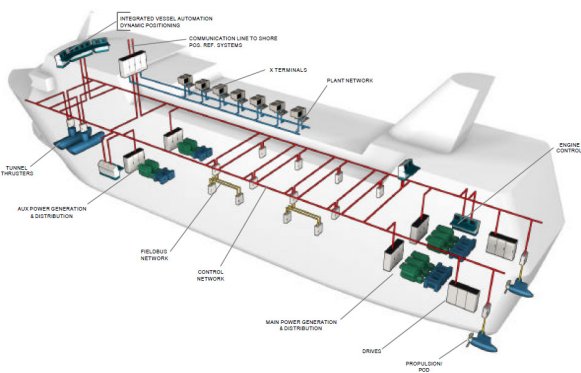 INTEGRATED VESSEL AUTOMATION
DYNAMIC POSITIONING
COMMUNICATION LINE TO SHORE
POS. REF. SYSTEMS
X TERMINALS
PLANT NETWORK
ENGINE
CONTROL
TUNNEL
THRUSTERS
AUX POWER GENERATION
& DISTRIBUTION
FIELDBUS
NETWORK
CONTROL
NETWORK
MAIN POWER GENERATION
& DISTRIBUTION
DRIVES
PROPULSION/
POD